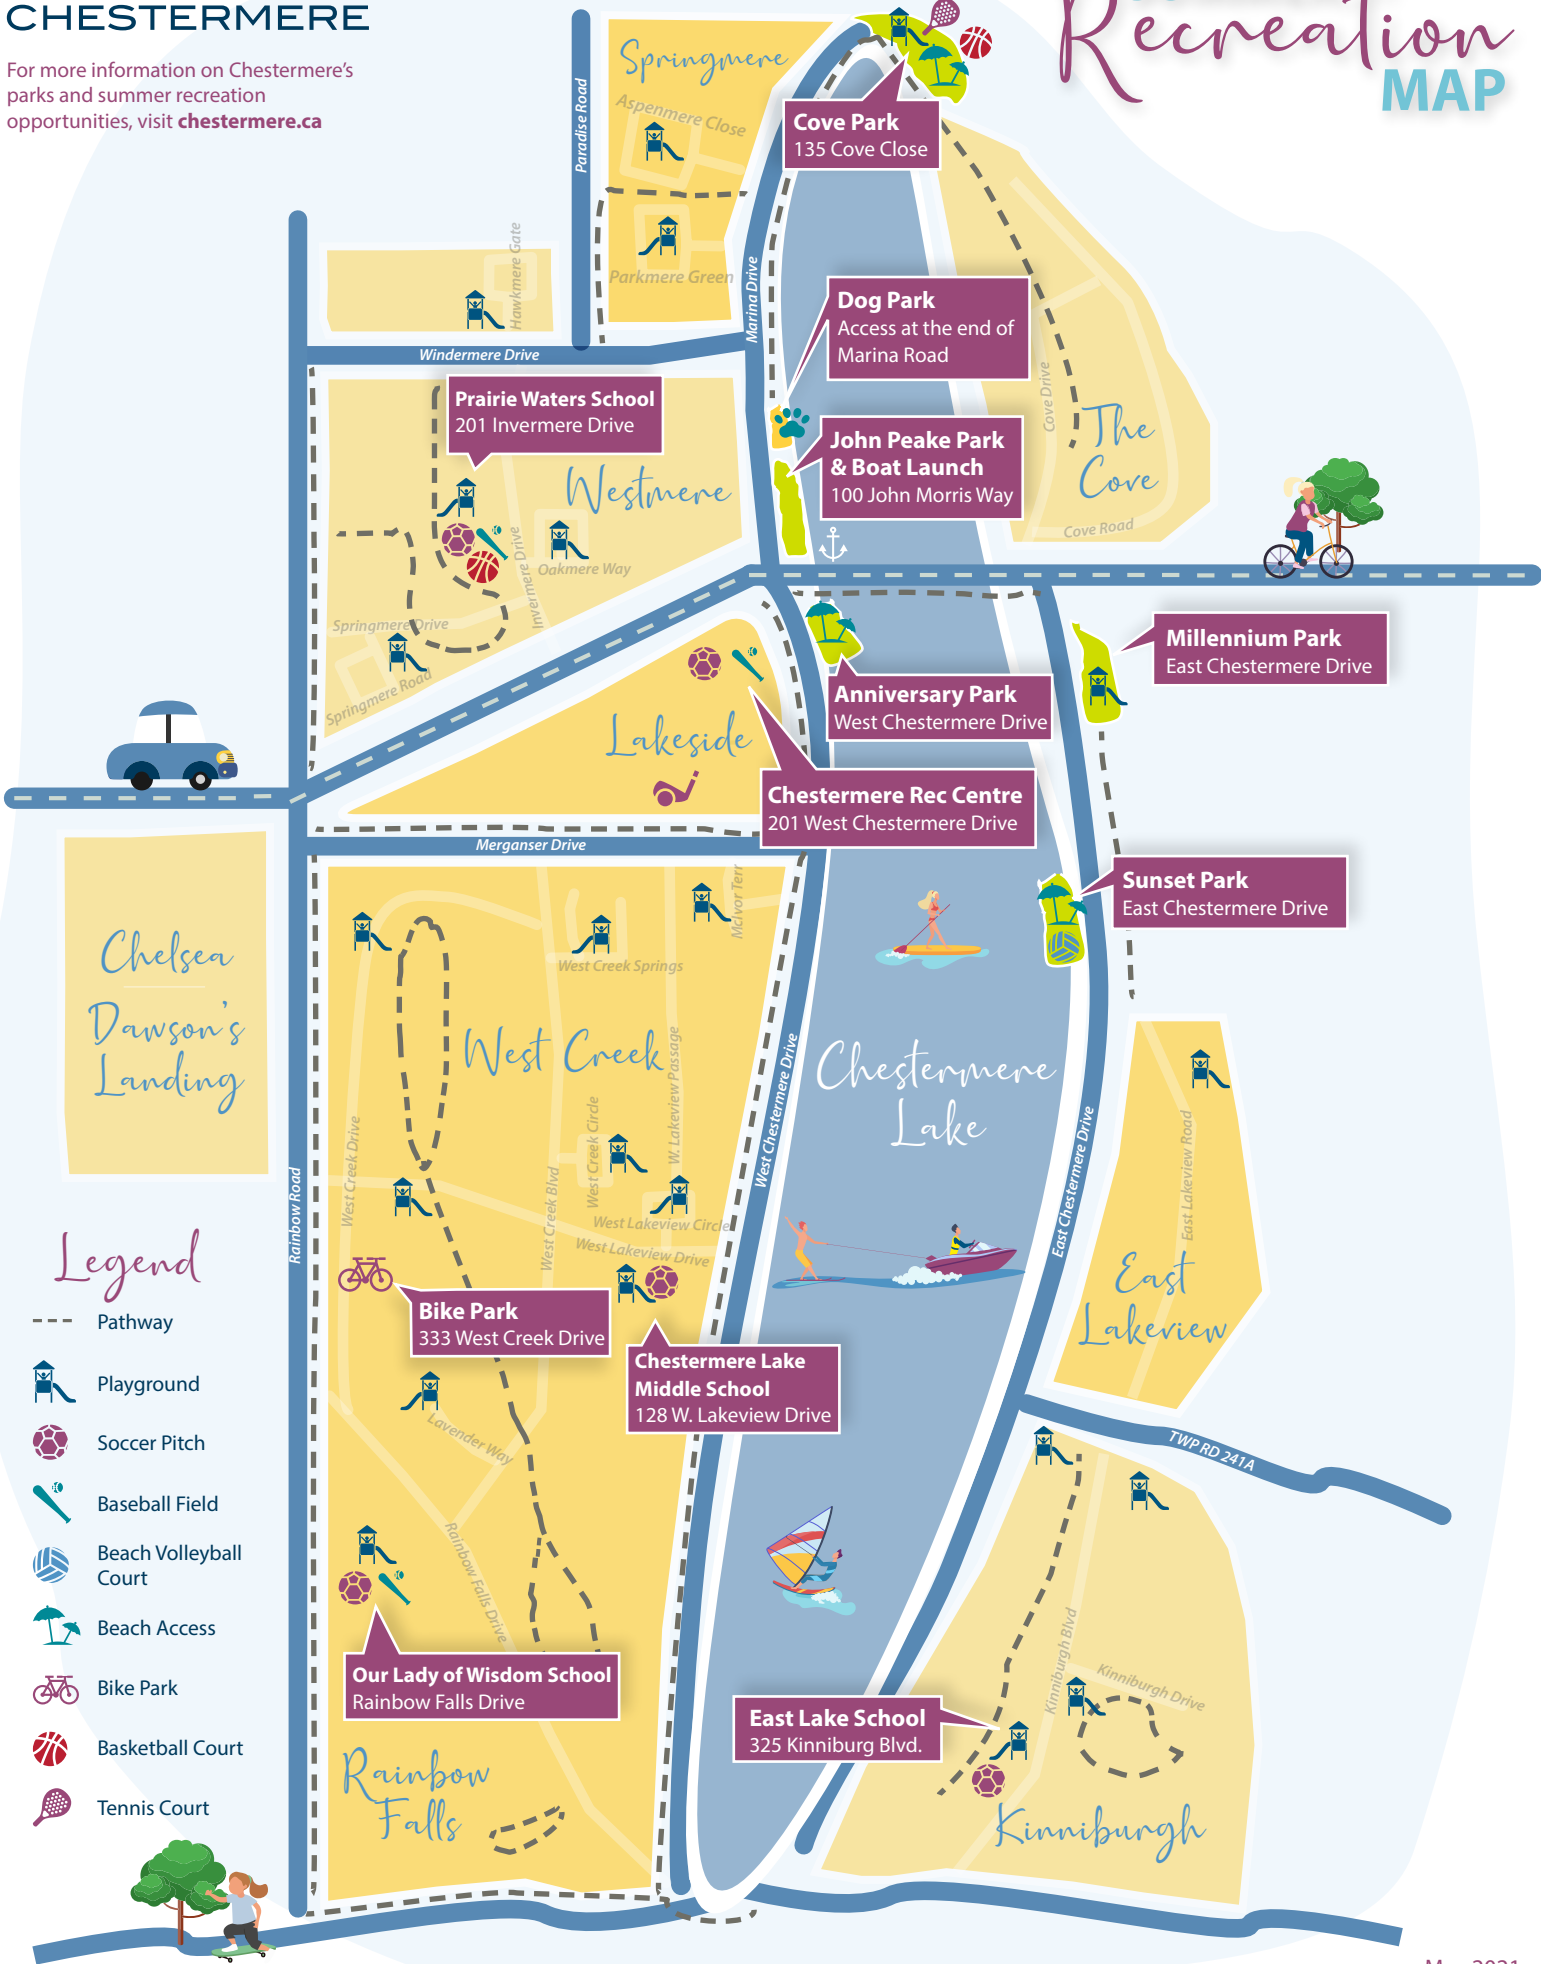 CHESTERMERE
For more information on Chestermere's
parks and summer recreation
opportunities, visit chestermere.ca
Recreation
MAP
Springmere
Aspenmere Close
Paradise Road
Cove Park
135 Cove Close
Parkmere Green
Hawkmere Gate
Marina Drive
Windermere Drive
Dog Park
Access at the end of
Marina Road
Cove Drive
The
Cove
Cove Road
Prairie Waters School
201 Invermere Drive
John Peake Park
& Boat Launch
100 John Morris Way
Westmere
Oakmere Way
Invermere Drive
Springmere Drive
Springmere Road
Millennium Park
East Chestermere Drive
Anniversary Park
West Chestermere Drive
Lakeside
Chestermere Rec Centre
201 West Chestermere Drive
Merganser Drive
Sunset Park
East Chestermere Drive
McIvor Terr
West Creek Springs
Chelsea
Dawson's
Landing
West Creek
W. Lakeview Passage
West Creek Drive
West Creek Circle
West Creek Blvd
West Lakeview Circle
West Lakeview Drive
West Chestermere Drive
Chestermere
Lake
East Chestermere Drive
East Lakeview Road
East
Lakeview
Rainbow Road
Bike Park
333 West Creek Drive
Chestermere Lake
Middle School
128 W. Lakeview Drive
Lavender Way
TWP RD 241A
Rainbow Falls Drive
Our Lady of Wisdom School
Rainbow Falls Drive
Rainbow
Falls
East Lake School
325 Kinniburg Blvd.
Kinniburgh Blvd
Kinniburgh Drive
Kinniburgh
Legend
Pathway
Playground
Soccer Pitch
Baseball Field
Beach Volleyball
Court
Beach Access
Bike Park
Basketball Court
Tennis Court